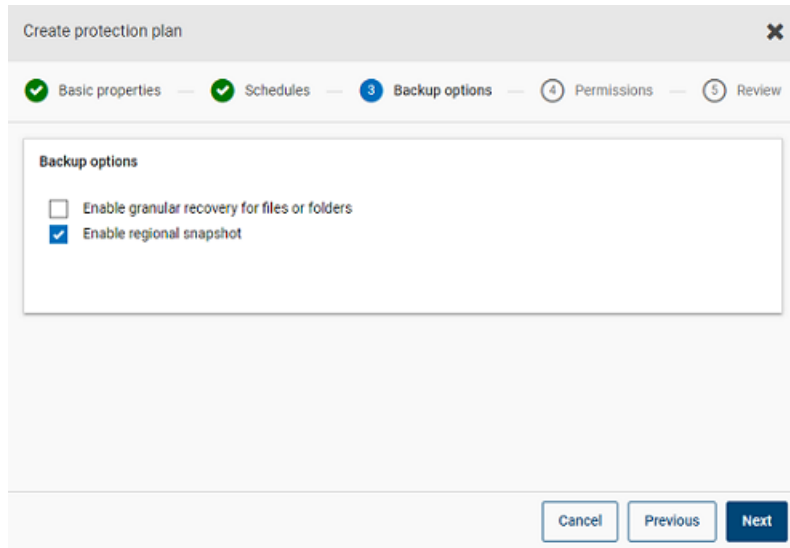 Create protection plan
Basic properties — Schedules — 3 Backup options — 4 Permissions — 5 Review
Backup options
Enable granular recovery for files or folders
Enable regional snapshot
Cancel Previous Next